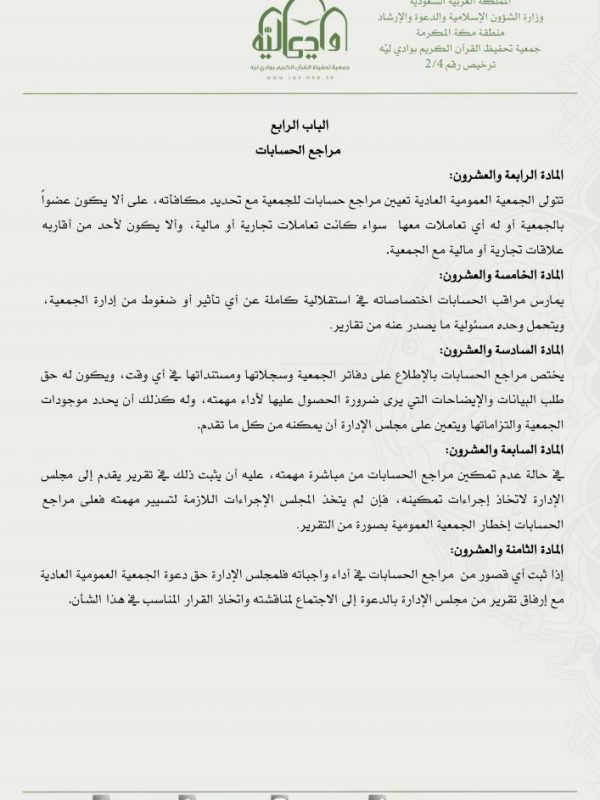 المملكة العربية السعودية
وزارة الشؤون الإسلامية والدعوة والإرشاد
منطقة مكة المكرمة
جمعية تحفيظ القرآن الكريم بوادي ليّه
ترخيص رقم 2/4
وادي ليّه
جمعية تحفيظ القرآن الكريم بوادي ليّه
WWW.LQS.ORG.SA
الباب الرابع
مراجع الحسابات
المادة الرابعة والعشرون:
تتولى الجمعية العمومية العادية تعيين مراجع حسابات للجمعية مع تحديد مكافأته، على ألا يكون عضواً
بالجمعية أو له أي تعاملات معها سواء كانت تعاملات تجارية أو مالية، وألا يكون لأحد من أقاربه
علاقات تجارية أو مالية مع الجمعية.
المادة الخامسة والعشرون:
يمارس مراقب الحسابات اختصاصاته في استقلالية كاملة عن أي تأثير أو ضغوط من إدارة الجمعية،
ويتحمل وحده مسئولية ما يصدر عنه من تقارير.
المادة السادسة والعشرون:
يختص مراجع الحسابات بالإطلاع على دفاتر الجمعية وسجلاتها ومستنداتها في أي وقت، ويكون له حق
طلب البيانات والإيضاحات التي يرى ضرورة الحصول عليها لأداء مهمته، وله كذلك أن يحدد موجودات
الجمعية والتزاماتها ويتعين على مجلس الإدارة أن يمكنه من كل ما تقدم.
المادة السابعة والعشرون:
في حالة عدم تمكين مراجع الحسابات من مباشرة مهمته، عليه أن يثبت ذلك في تقرير يقدم إلى مجلس
الإدارة لاتخاذ إجراءات تمكينه، فإن لم يتخذ المجلس الإجراءات اللازمة لتسيير مهمته فعلى مراجع
الحسابات إخطار الجمعية العمومية بصورة من التقرير.
المادة الثامنة والعشرون:
إذا ثبت أي قصور من مراجع الحسابات في أداء واجباته فلمجلس الإدارة حق دعوة الجمعية العمومية العادية
مع إرفاق تقرير من مجلس الإدارة بالدعوة إلى الاجتماع لمناقشته واتخاذ القرار المناسب في هذا الشأن.